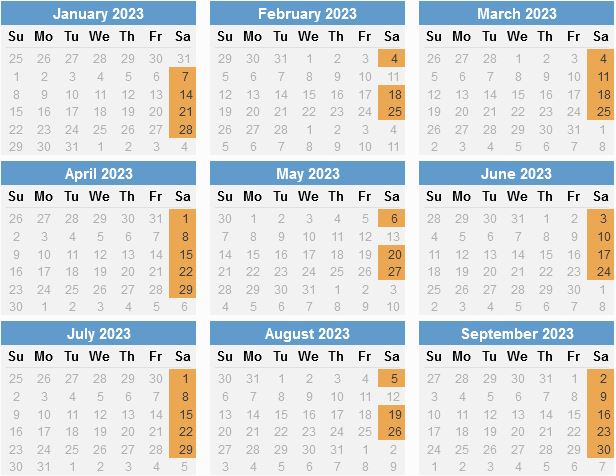 January 2023
Su Mo Tu We Th Fr Sa
25 26 27 28 29 30 31
1 2 3 4 5 6 7
8 9 10 11 12 13 14
15 16 17 18 19 20 21
22 23 24 25 26 27 28
29 30 31 1 2 3 4
February 2023
Su Mo Tu We Th Fr Sa
29 30 31 1 2 3 4
5 6 7 8 9 10 11
12 13 14 15 16 17 18
19 20 21 22 23 24 25
26 27 28 1 2 3 4
5 6 7 8 9 10 11
March 2023
Su Mo Tu We Th Fr Sa
26 27 28 1 2 3 4
5 6 7 8 9 10 11
12 13 14 15 16 17 18
19 20 21 22 23 24 25
26 27 28 29 30 31 1
2 3 4 5 6 7 8
April 2023
Su Mo Tu We Th Fr Sa
26 27 28 29 30 31 1
2 3 4 5 6 7 8
9 10 11 12 13 14 15
16 17 18 19 20 21 22
23 24 25 26 27 28 29
30 1 2 3 4 5 6
May 2023
Su Mo Tu We Th Fr Sa
30 1 2 3 4 5 6
7 8 9 10 11 12 13
14 15 16 17 18 19 20
21 22 23 24 25 26 27
28 29 30 31 1 2 3
4 5 6 7 8 9 10
June 2023
Su Mo Tu We Th Fr Sa
28 29 30 31 1 2 3
4 5 6 7 8 9 10
11 12 13 14 15 16 17
18 19 20 21 22 23 24
25 26 27 28 29 30 1
2 3 4 5 6 7 8
July 2023
Su Mo Tu We Th Fr Sa
25 26 27 28 29 30 1
2 3 4 5 6 7 8
9 10 11 12 13 14 15
16 17 18 19 20 21 22
23 24 25 26 27 28 29
30 31 1 2 3 4 5
August 2023
Su Mo Tu We Th Fr Sa
30 31 1 2 3 4 5
6 7 8 9 10 11 12
13 14 15 16 17 18 19
20 21 22 23 24 25 26
27 28 29 30 31 1 2
3 4 5 6 7 8 9
September 2023
Su Mo Tu We Th Fr Sa
27 28 29 30 31 1 2
3 4 5 6 7 8 9
10 11 12 13 14 15 16
17 18 19 20 21 22 23
24 25 26 27 28 29 30
1 2 3 4 5 6 7